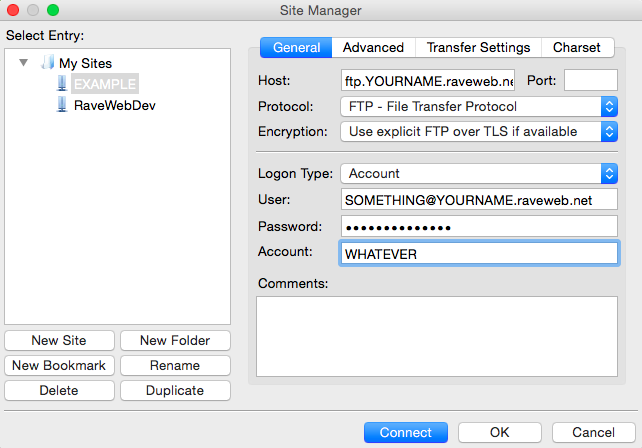 Site Manager
Select Entry:
My Sites
EXAMPLE
RaveWebDev
New Site
New Folder
New Bookmark
Rename
Delete
Duplicate
General
Advanced
Transfer Settings
Charset
Host:
ftp.YOURNAME.raveweb.ne
Port:
Protocol:
FTP - File Transfer Protocol
Encryption:
Use explicit FTP over TLS if available
Logon Type:
Account
User:
SOMETHING@YOURNAME.raveweb.net
Password:
••••••••••••••
Account:
WHATEVER
Comments:
Connect
OK
Cancel